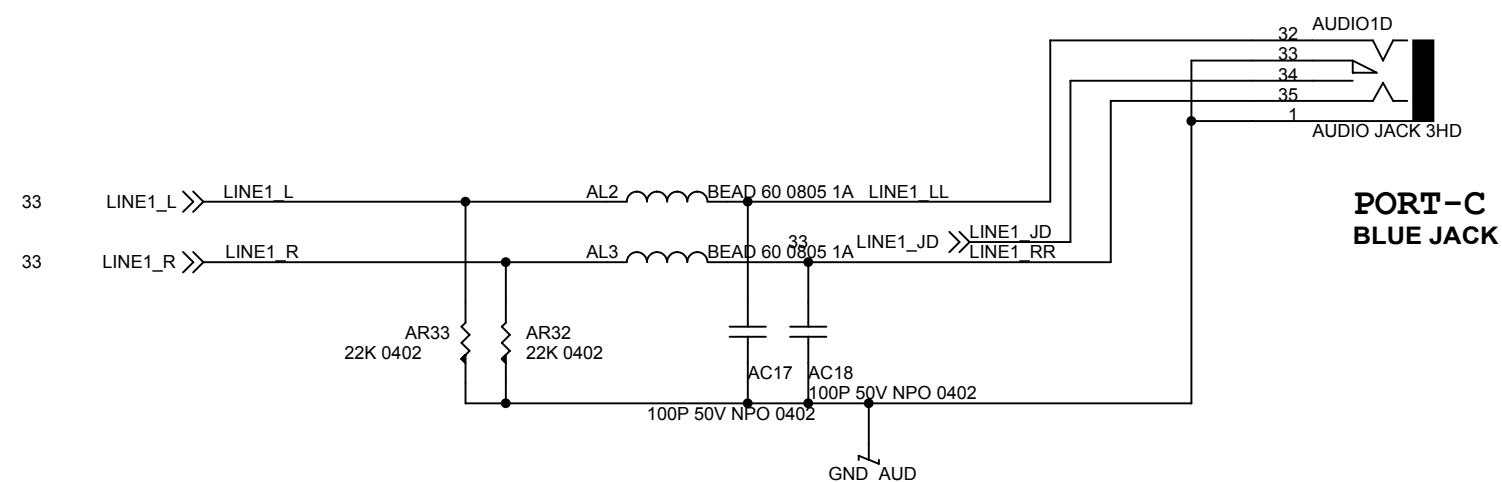 AUDIO1D
32
33
34
35
1
AUDIO JACK 3HD
PORT-C
BLUE JACK
33 LINE1_L LINE1_L AL2 BEAD 60 0805 1A LINE1_LL
33 LINE1_JD LINE1_JD
33 LINE1_R LINE1_R AL3 BEAD 60 0805 1A LINE1_RR
AR33 AR32
22K 0402 22K 0402
AC17 AC18
100P 50V NPO 0402
100P 50V NPO 0402
GND AUD